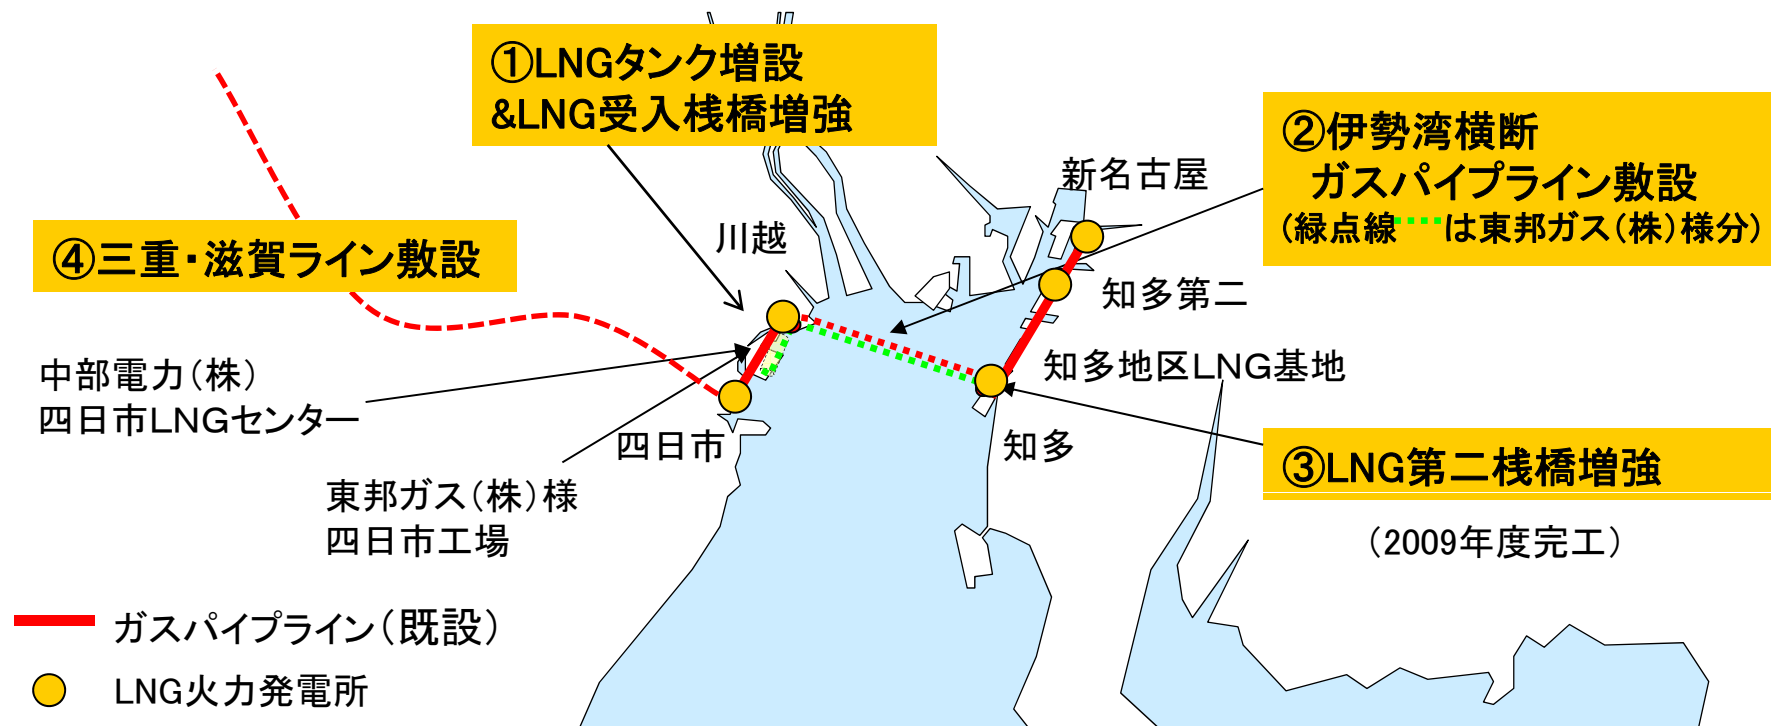 ①LNGタンク増設
&LNG受入桟橋増強
②伊勢湾横断
ガスパイプライン敷設
(緑点線 は東邦ガス(株)様分)
新名古屋
川越
④三重・滋賀ライン敷設
知多第二
中部電力(株)
四日市LNGセンター
知多地区LNG基地
四日市
知多
③LNG第二桟橋増強
東邦ガス(株)様
四日市工場
(2009年度完工)
ガスパイプライン(既設)
LNG火力発電所